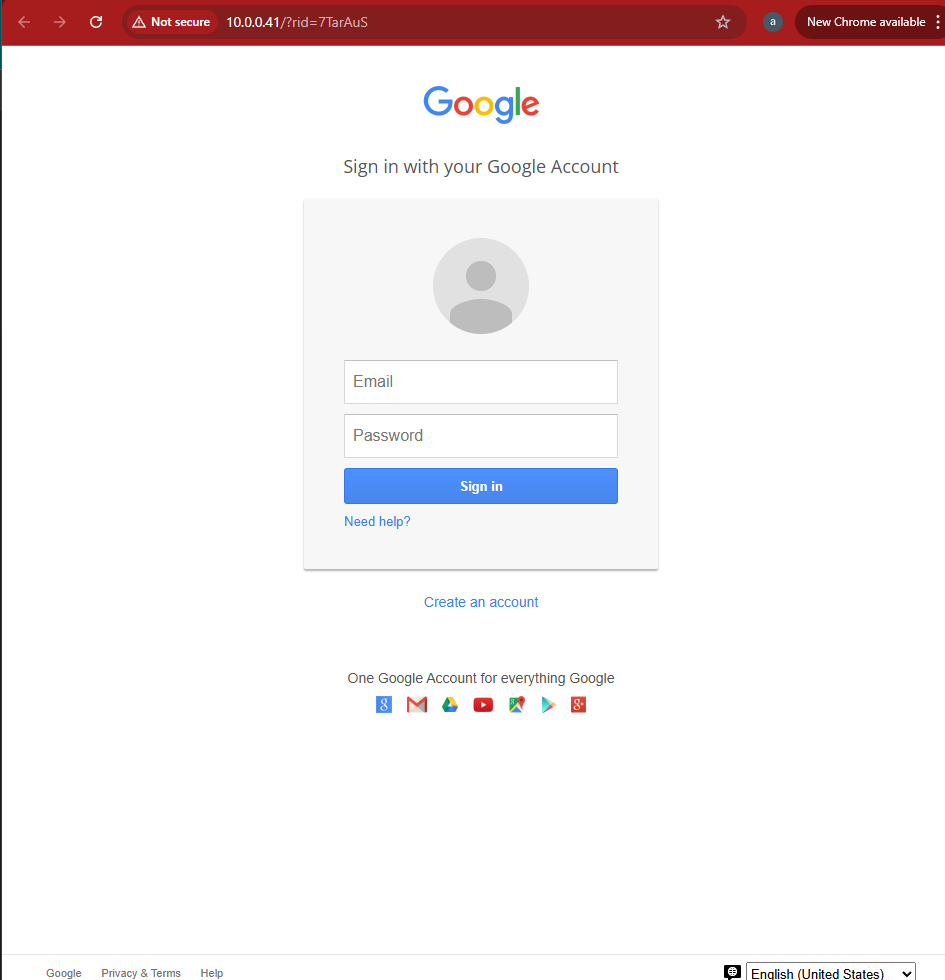 Not secure 10.0.0.41/?rid=7TarAuS a New Chrome available
Google
Sign in with your Google Account
Email
Password
Sign in
Need help?
Create an account
One Google Account for everything Google
Google Privacy & Terms Help English (United States)